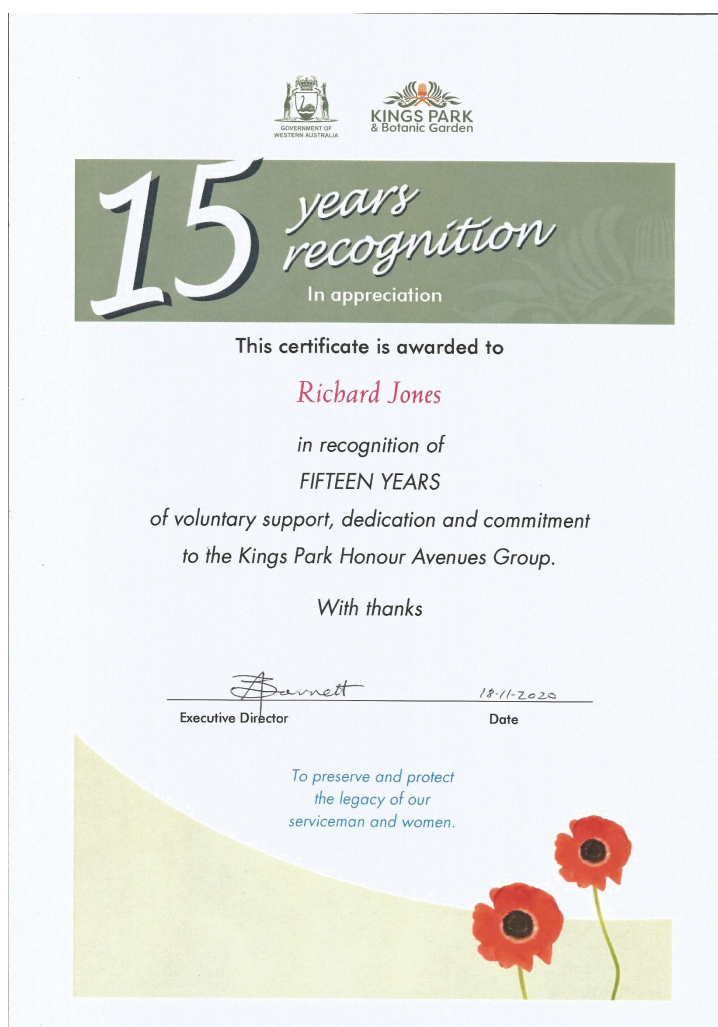 GOVERNMENT OF
WESTERN AUSTRALIA
KINGS PARK
& Botanic Garden
15 years
recognition
In appreciation
This certificate is awarded to
Richard Jones
in recognition of
FIFTEEN YEARS
of voluntary support, dedication and commitment
to the Kings Park Honour Avenues Group.
With thanks
18-11-2020
Executive Director
Date
To preserve and protect
the legacy of our
serviceman and women.